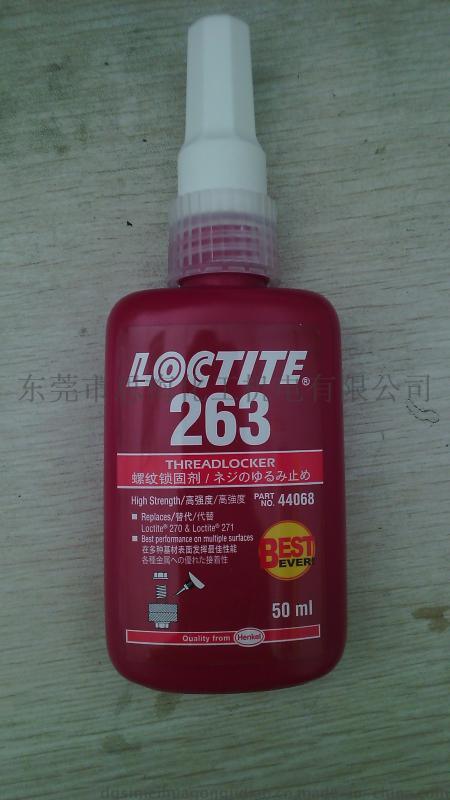 LOCTITE®
263
THREADLOCKER
螺纹锁固剂/ネジのゆるみ止め
High Strength/高强度/高強度
PART NO. 44068
Replaces/替代/代替
Loctite® 270 & Loctite® 271
Best performance on multiple surfaces
在多种基材表面发挥最佳性能
各種金属への優れた接着性
BEST
EVER!
50 ml
Quality from Henkel
东莞市 化工机电有限公司